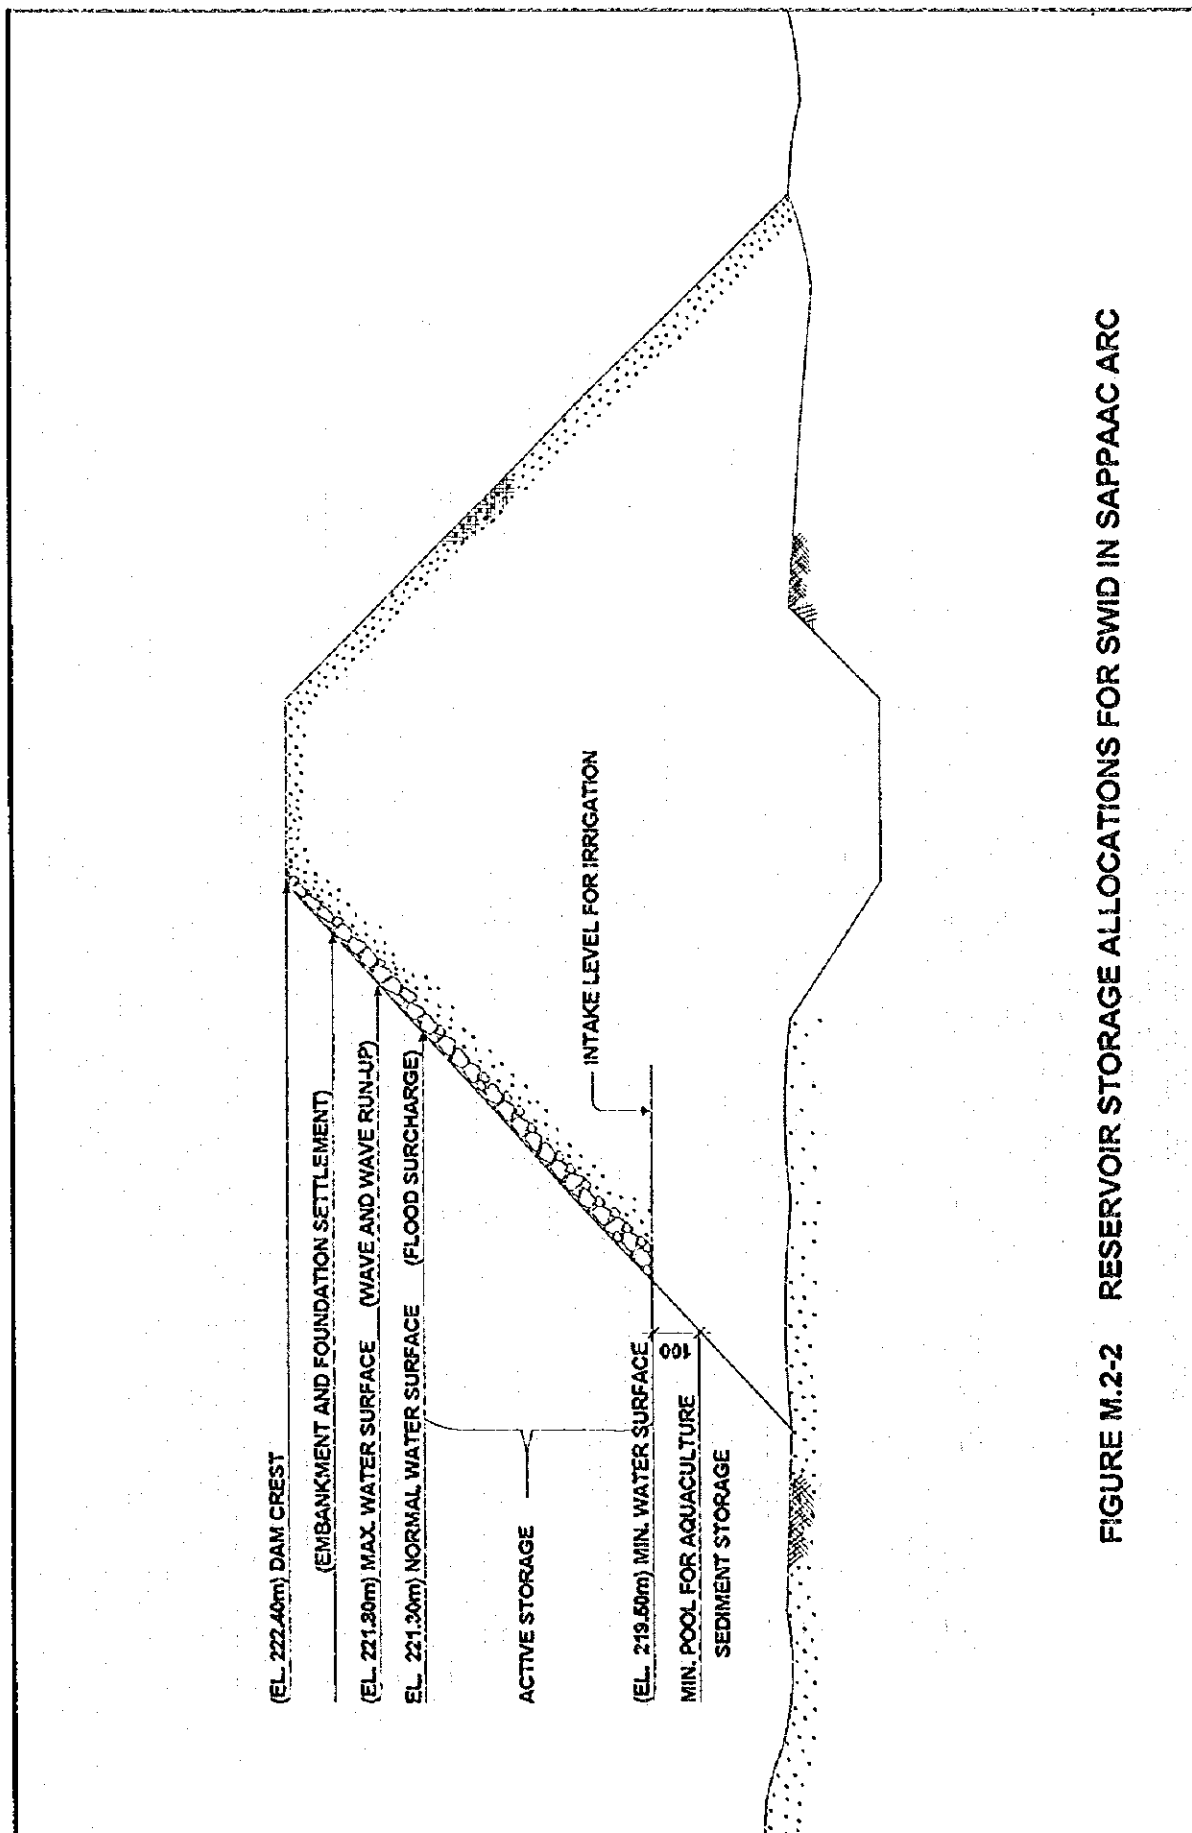 (EL. 222.40m) DAM CREST
(EMBANKMENT AND FOUNDATION SETTLEMENT)
(EL. 221.80m) MAX. WATER SURFACE (WAVE AND WAVE RUN-UP)
EL. 221.30m) NORMAL WATER SURFACE (FLOOD SURCHARGE)
ACTIVE STORAGE
INTAKE LEVEL FOR IRRIGATION
(EL. 219.50m) MIN. WATER SURFACE
100
MIN. POOL FOR AQUACULTURE
SEDIMENT STORAGE
FIGURE M.2-2 RESERVOIR STORAGE ALLOCATIONS FOR SWID IN SAPPAAC ARC